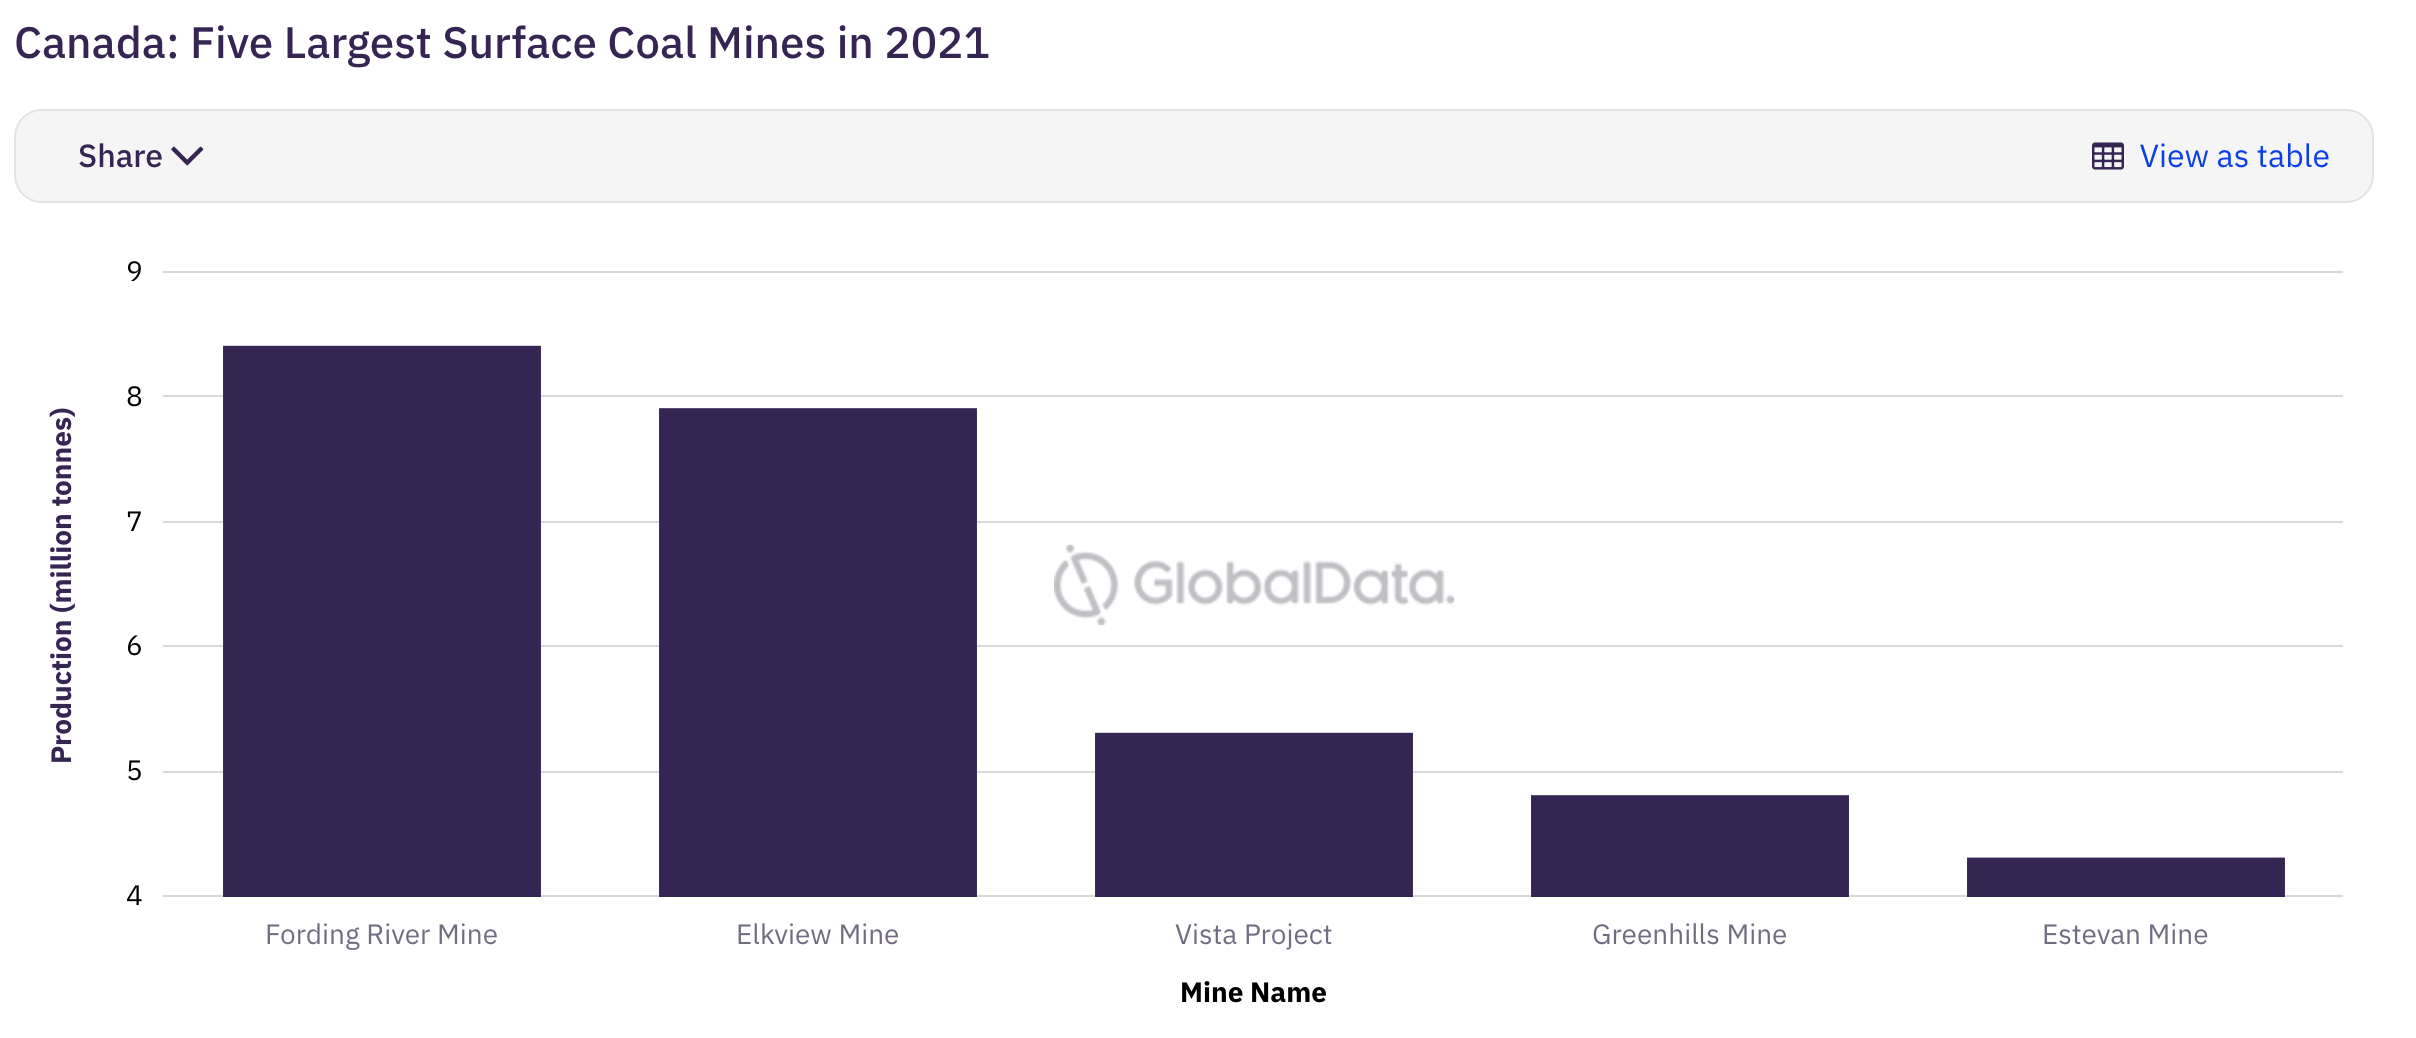 Canada: Five Largest Surface Coal Mines in 2021
Share
View as table
9
8
7
6
5
4
Production (million tonnes)
GlobalData.
Fording River Mine
Elkview Mine
Vista Project
Greenhills Mine
Estevan Mine
Mine Name